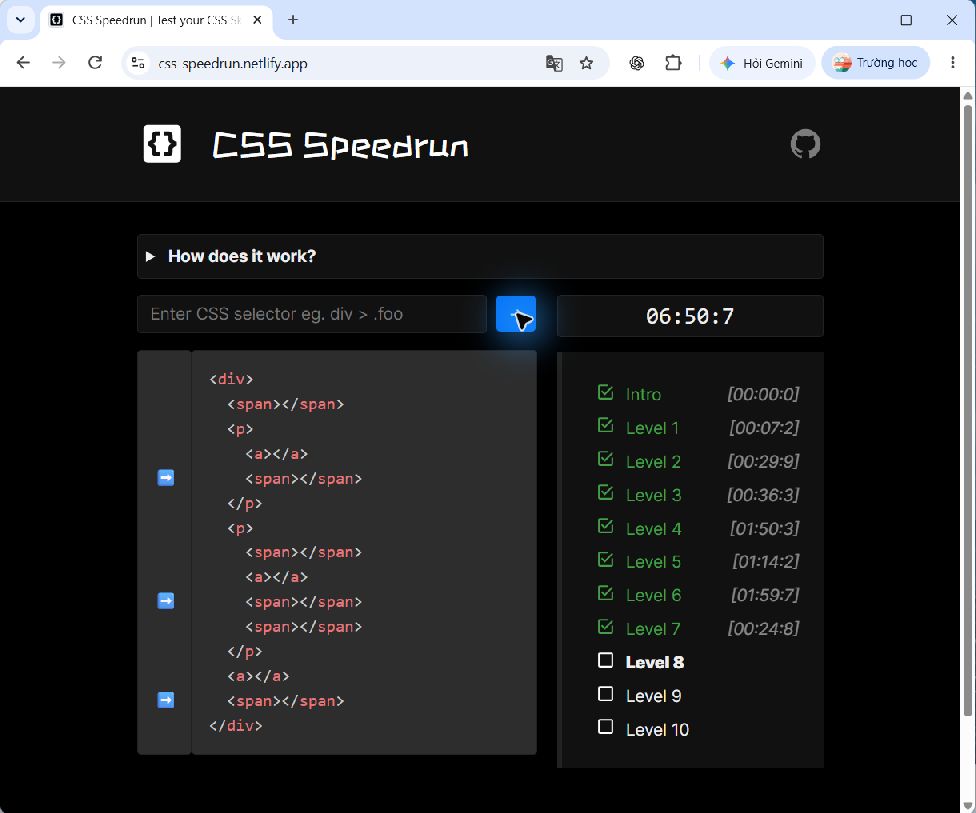 CSS Speedrun | Test your CSS Sk
css-speedrun.netlify.app
Hỏi Gemini
Trường học
CSS Speedrun
How does it work?
Enter CSS selector eg. div > .foo
06:50:7
<div>
<span></span>
<p>
<a></a>
<span></span>
</p>
<p>
<span></span>
<a></a>
<span></span>
<span></span>
</p>
<a></a>
<span></span>
</div>
Intro [00:00:0]
Level 1 [00:07:2]
Level 2 [00:29:9]
Level 3 [00:36:3]
Level 4 [01:50:3]
Level 5 [01:14:2]
Level 6 [01:59:7]
Level 7 [00:24:8]
Level 8
Level 9
Level 10